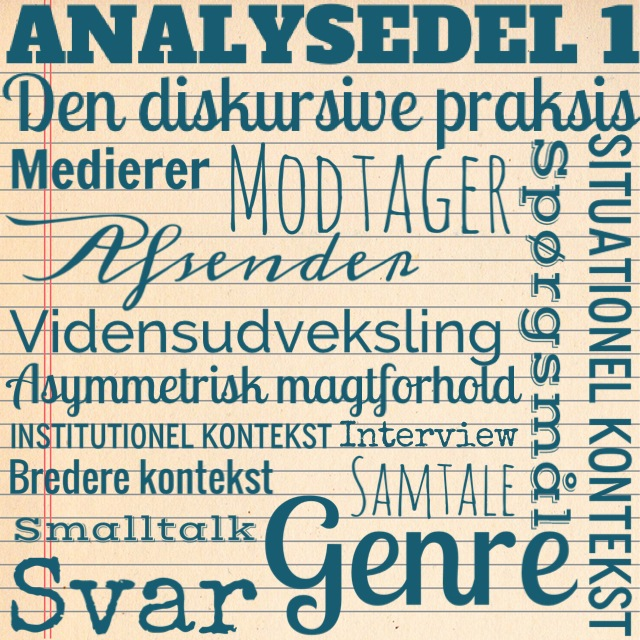 ANALYSEDEL 1
Den diskursive praksis
Medierer
MODTAGER
Afsender
Vidensudveksling
Asymmetrisk magtforhold
INSTITUTIONEL KONTEKST
Interview
Bredere kontekst
SAMTALE
Smalltalk
Genre
Svar
Spørgsmål
SITUATIONEL KONTEKST